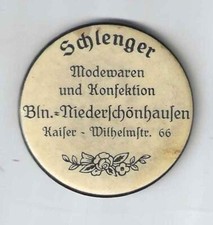 Schlenger
Modewaren
und Konfektion
Bln.=Niederschönhausen
Kaiser - Wilhelmstr. 66